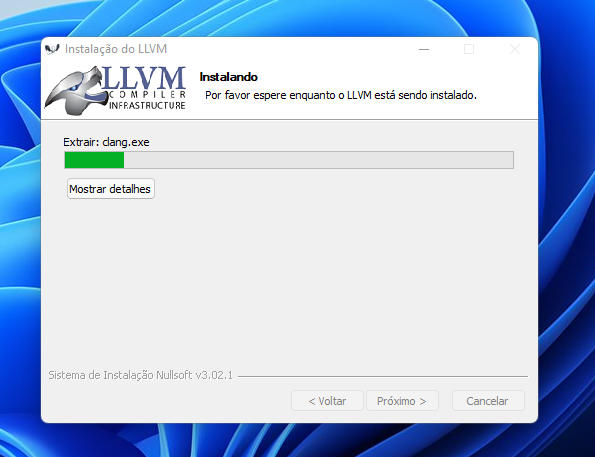 Instalação do LLVM
LLVM
COMPILER
INFRASTRUCTURE
Instalando
Por favor espere enquanto o LLVM está sendo instalado.
Extrair: clang.exe
Mostrar detalhes
Sistema de Instalação Nullsoft v3.02.1
< Voltar
Próximo >
Cancelar